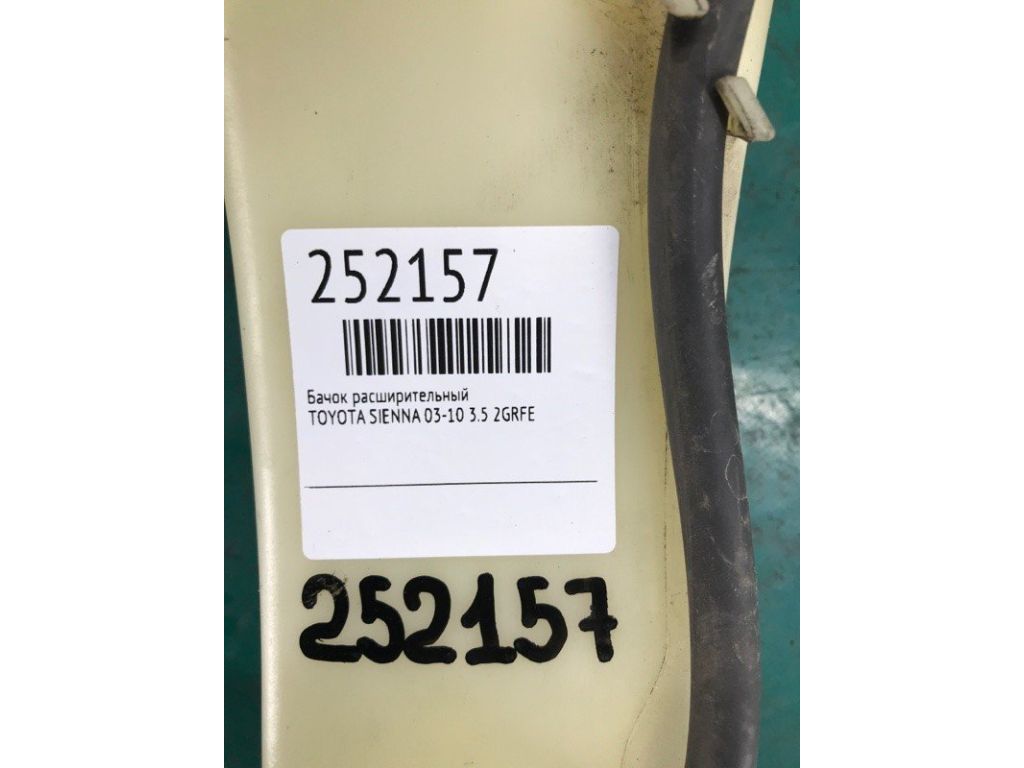 252157
Бачок расширительный
TOYOTA SIENNA 03-10 3.5 2GRFE
252157